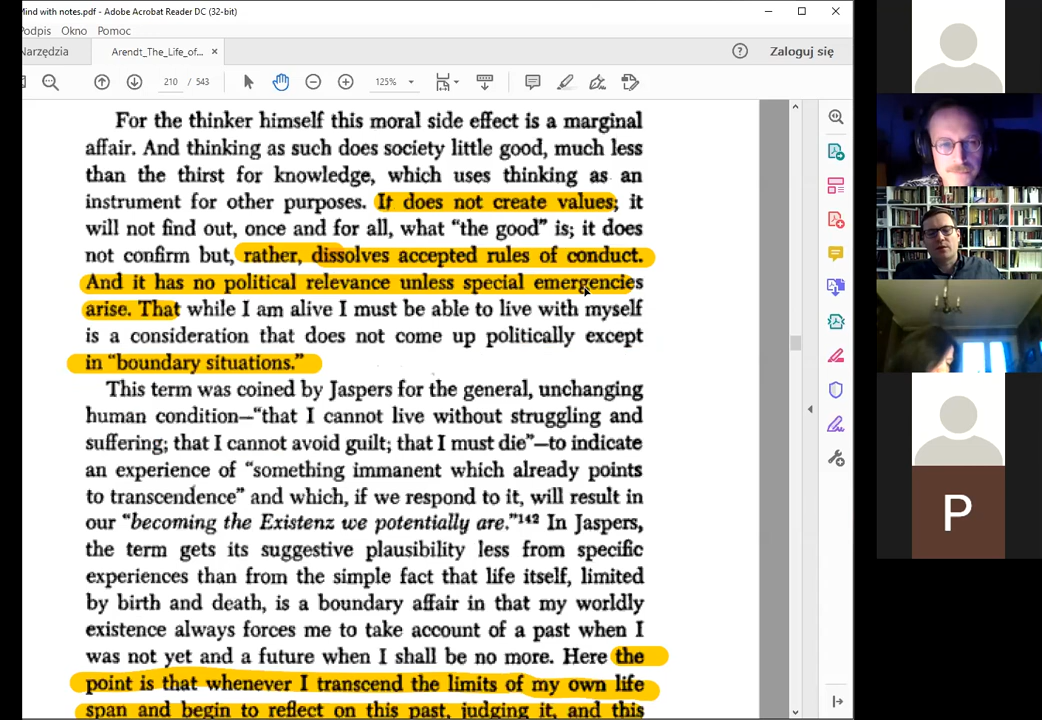 Mind with notes.pdf - Adobe Acrobat Reader DC (32-bit)
Podpis Okno Pomoc
Narzędzia Arendt_The_Life_of... × Zaloguj się
210 / 543 125%
For the thinker himself this moral side effect is a marginal
affair. And thinking as such does society little good, much less
than the thirst for knowledge, which uses thinking as an
instrument for other purposes. It does not create values; it
will not find out, once and for all, what "the good" is; it does
not confirm but, rather, dissolves accepted rules of conduct.
And it has no political relevance unless special emergencies
arise. That while I am alive I must be able to live with myself
is a consideration that does not come up politically except
in "boundary situations."
This term was coined by Jaspers for the general, unchanging
human condition—"that I cannot live without struggling and
suffering; that I cannot avoid guilt; that I must die"—to indicate
an experience of "something immanent which already points
to transcendence" and which, if we respond to it, will result in
our "becoming the Existenz we potentially are."142 In Jaspers,
the term gets its suggestive plausibility less from specific
experiences than from the simple fact that life itself, limited
by birth and death, is a boundary affair in that my worldly
existence always forces me to take account of a past when I
was not yet and a future when I shall be no more. Here the
point is that whenever I transcend the limits of my own life
span and begin to reflect on this past, judging it, and this
P